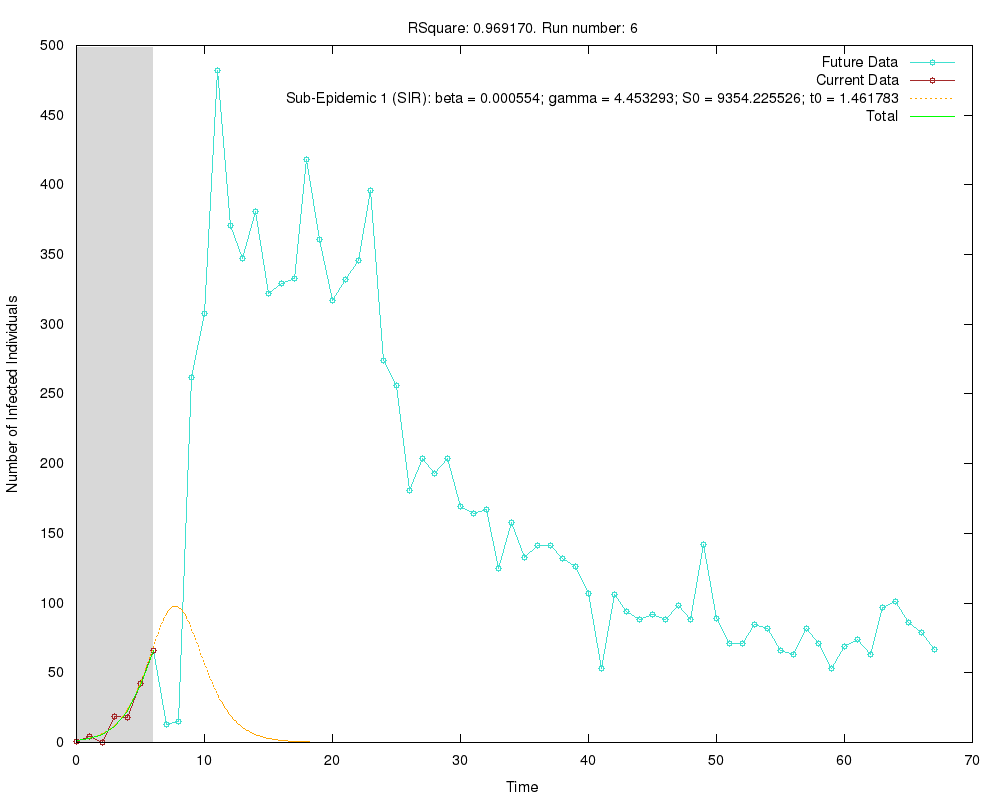 RSquare: 0.969170. Run number: 6
500
450
400
350
300
250
200
150
100
50
0
Number of Infected Individuals
Future Data
Current Data
Sub-Epidemic 1 (SIR): beta = 0.000554; gamma = 4.453293; S0 = 9354.225526; t0 = 1.461783
Total
0 10 20 30 40 50 60 70
Time